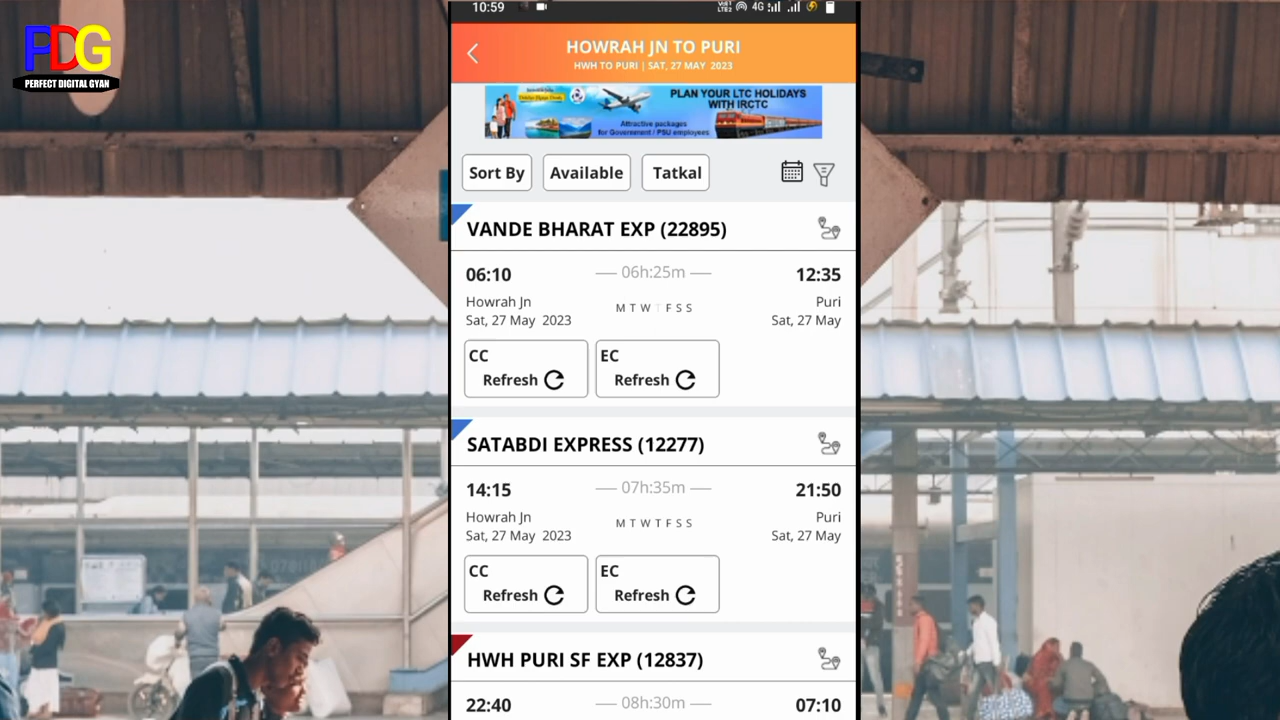 PDG
PERFECT DIGITAL GYAN
10:59
4G
HOWRAH JN TO PURI
HWH TO PURI | SAT, 27 MAY 2023
PLAN YOUR LTC HOLIDAYS
WITH IRCTC
Attractive packages
for Government / PSU employees
Sort By Available Tatkal
VANDE BHARAT EXP (22895)
06:10 06h:25m 12:35
Howrah Jn M T W T F S S Puri
Sat, 27 May 2023 Sat, 27 May
CC EC
Refresh Refresh
SATABDI EXPRESS (12277)
14:15 07h:35m 21:50
Howrah Jn M T W T F S S Puri
Sat, 27 May 2023 Sat, 27 May
CC EC
Refresh Refresh
HWH PURI SF EXP (12837)
22:40 08h:30m 07:10